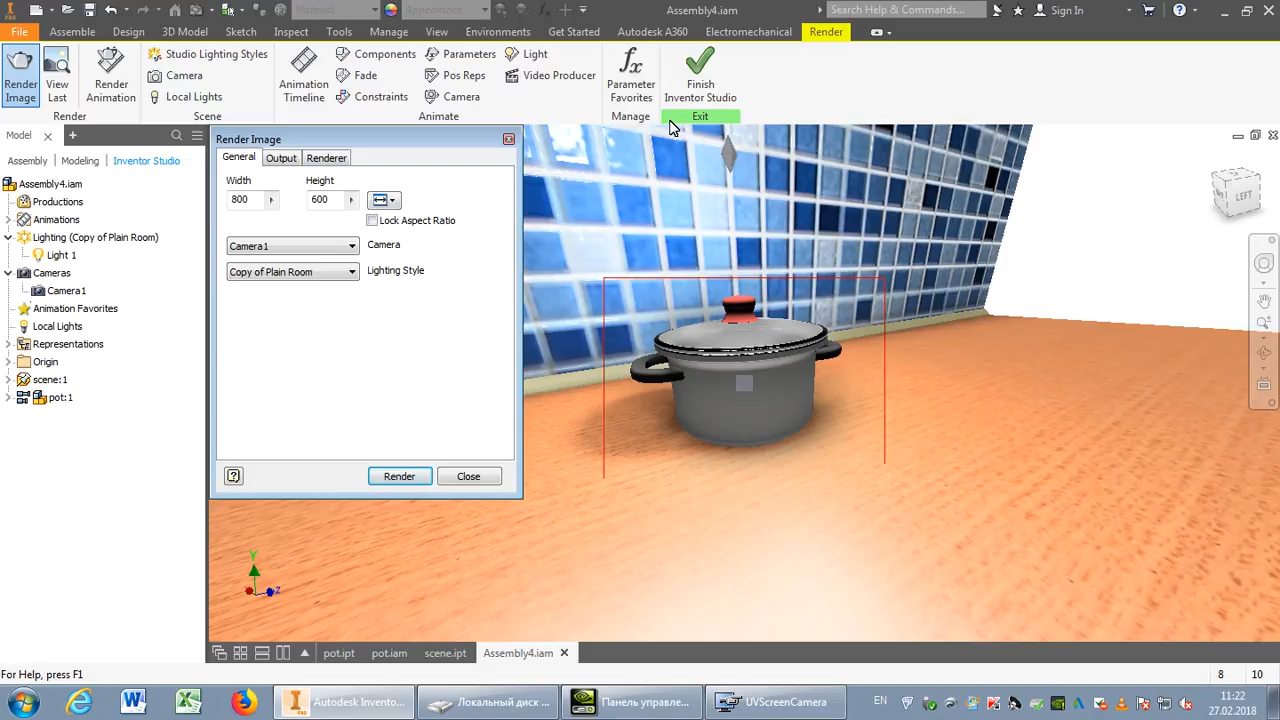 Material
Appearance
Assembly4.iam
Search Help & Commands...
Sign In
File
Assemble
Design
3D Model
Sketch
Inspect
Tools
Manage
View
Environments
Get Started
Autodesk A360
Electromechanical
Render
Render
Image
View
Last
Render
Animation
Studio Lighting Styles
Camera
Local Lights
Animation
Timeline
Components
Fade
Constraints
Parameters
Pos Reps
Camera
Light
Video Producer
fx
Parameter
Favorites
Finish
Inventor Studio
Render
Scene
Animate
Manage
Exit
Model
Assembly
Modeling
Inventor Studio
Assembly4.iam
Productions
Animations
Lighting (Copy of Plain Room)
Light 1
Cameras
Camera1
Animation Favorites
Local Lights
Representations
Origin
scene:1
pot:1
Render Image
General
Output
Renderer
Width
Height
800
600
Lock Aspect Ratio
Camera1
Camera
Copy of Plain Room
Lighting Style
Render
Close
LEFT
Y
Z
pot.ipt
pot.iam
scene.ipt
Assembly4.iam
For Help, press F1
8
10
Autodesk Invento...
Локальный диск ...
Панель управле...
UVScreenCamera
EN
11:22
27.02.2018